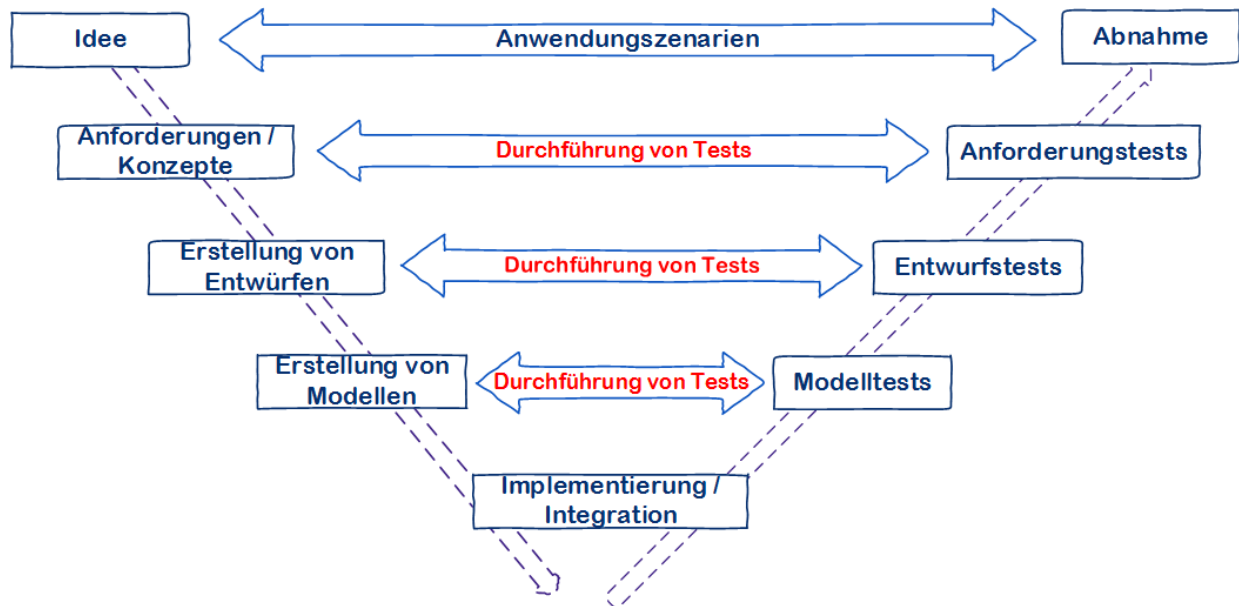 Idee
Anwendungszenarien
Abnahme
Anforderungen /
Konzepte
Durchführung von Tests
Anforderungstests
Erstellung von
Entwürfen
Durchführung von Tests
Entwurfstests
Erstellung von
Modellen
Durchführung von Tests
Modelltests
Implementierung /
Integration